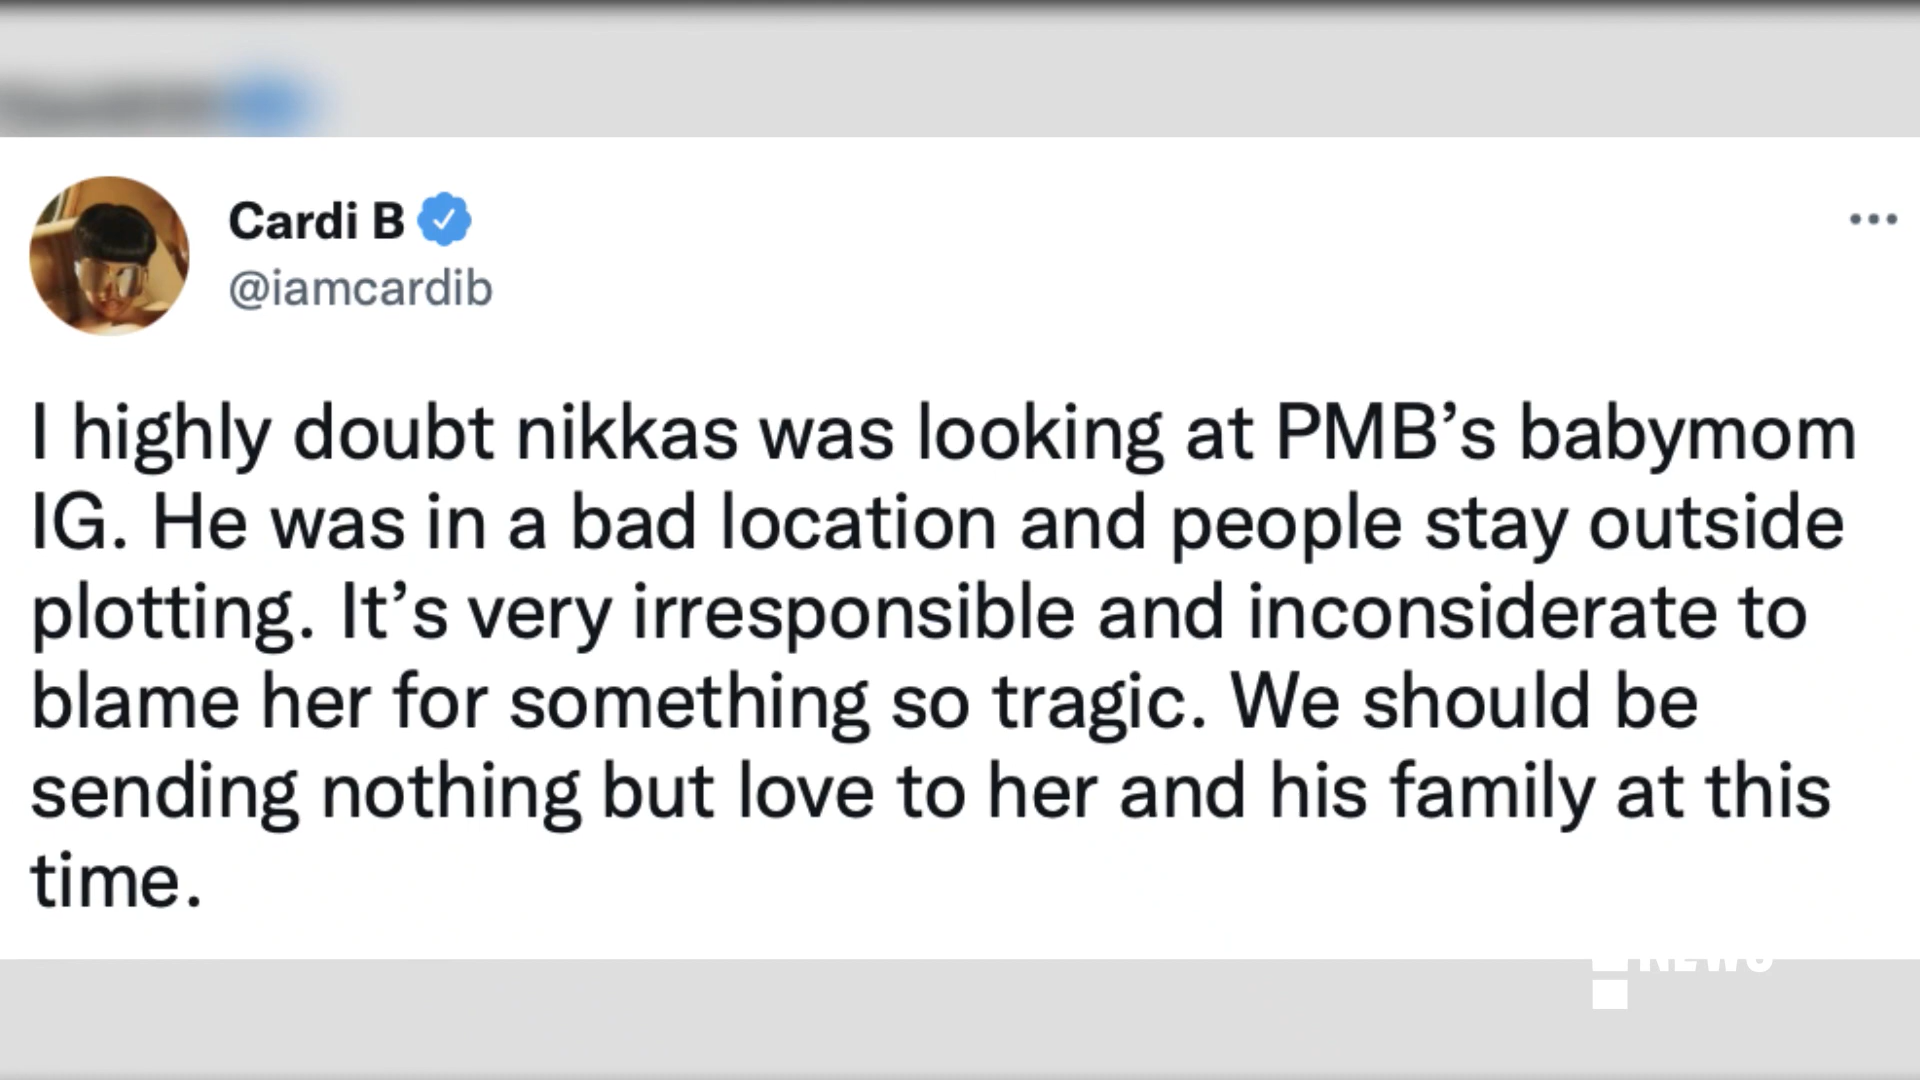 Cardi B
@iamcardib
I highly doubt nikkas was looking at PMB’s babymom
IG. He was in a bad location and people stay outside
plotting. It’s very irresponsible and inconsiderate to
blame her for something so tragic. We should be
sending nothing but love to her and his family at this
time.
NEWS